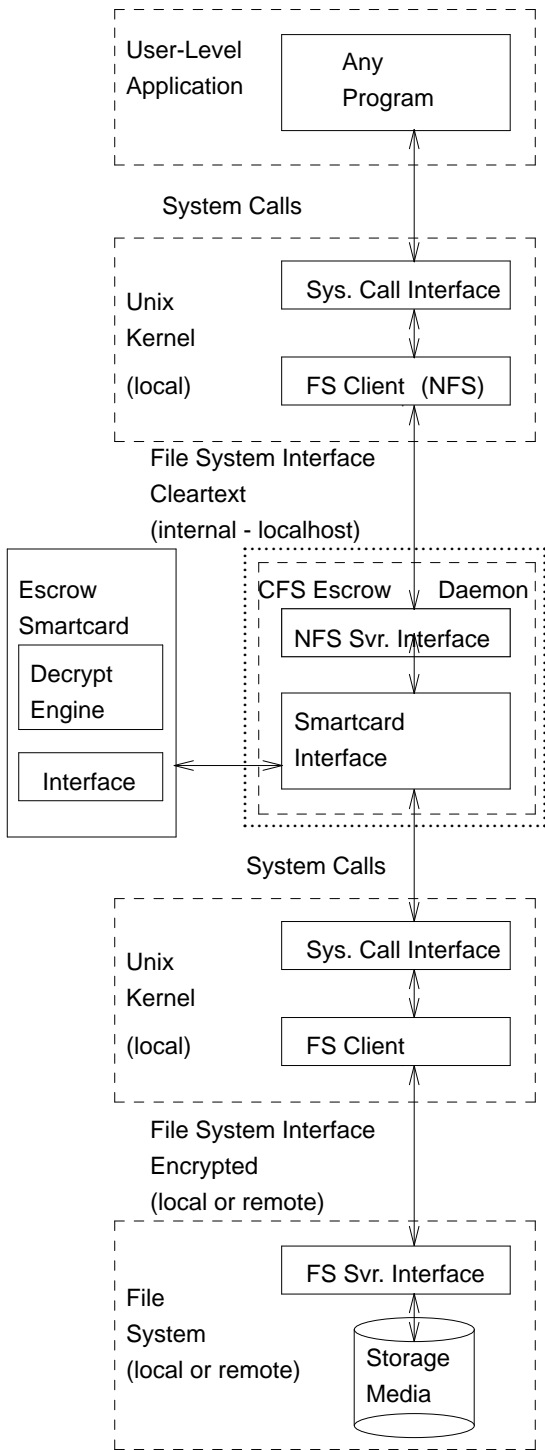 User-Level
Application
Any
Program
System Calls
Unix
Kernel
(local)
Sys. Call Interface
FS Client (NFS)
File System Interface
Cleartext
(internal - localhost)
Escrow
Smartcard
Decrypt
Engine
Interface
CFS Escrow Daemon
NFS Svr. Interface
Smartcard
Interface
System Calls
Unix
Kernel
(local)
Sys. Call Interface
FS Client
File System Interface
Encrypted
(local or remote)
File
System
(local or remote)
FS Svr. Interface
Storage
Media